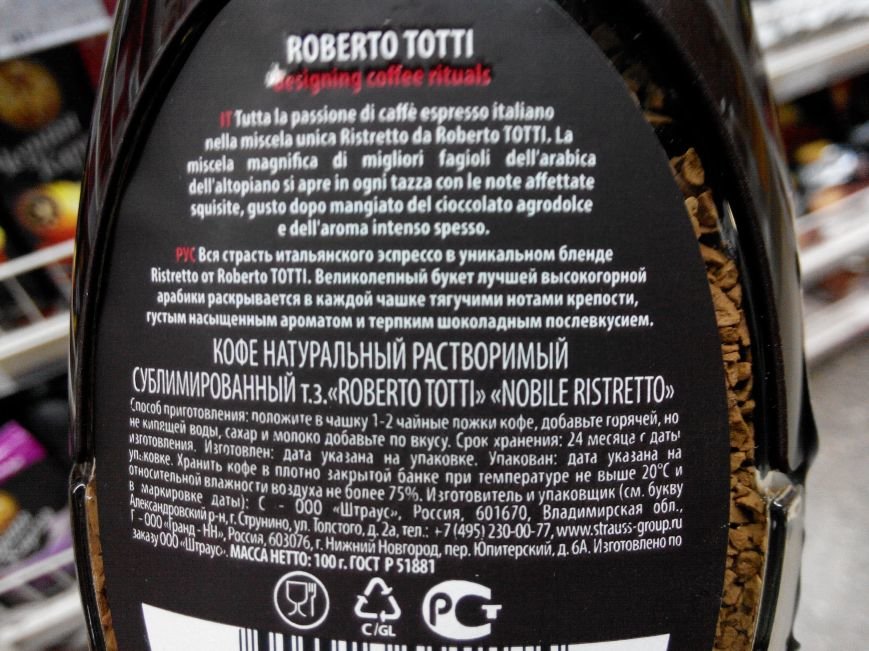 ROBERTO TOTTI
designing coffee rituals
IT Tutta la passione di caffè espresso italiano
nella miscela unica Ristretto da Roberto TOTTI. La
miscela magnifica di migliori fagioli dell'arabica
dell'altopiano si apre in ogni tazza con le note affettate
squisite, gusto dopo mangiato del cioccolato agrodolce
e dell'aroma intenso spesso.
РУС Вся страсть итальянского эспрессо в уникальном бленде
Ristretto от Roberto TOTTI. Великолепный букет лучшей высокогорной
арабики раскрывается в каждой чашке тягучими нотами крепости,
густым насыщенным ароматом и терпким шоколадным послевкусием.
КОФЕ НАТУРАЛЬНЫЙ РАСТВОРИМЫЙ
СУБЛИМИРОВАННЫЙ т.з.«ROBERTO TOTTI» «NOBILE RISTRETTO»
Способ приготовления: положите в чашку 1-2 чайные ложки кофе, добавьте горячей, но
не кипящей воды, сахар и молоко добавьте по вкусу. Срок хранения: 24 месяца с даты
изготовления. Изготовлен: дата указана на упаковке. Упакован: дата указана на
упаковке. Хранить кофе в плотно закрытой банке при температуре не выше 20°С и
относительной влажности воздуха не более 75%. Изготовитель и упаковщик (см. букву
в маркировке даты): С - ООО «Штраус», Россия, 601670, Владимирская обл.,
Александровский р-н, г. Струнино, ул. Толстого, д. 2а, тел.: +7 (495) 230-00-77, www.strauss-group.ru
Г - ООО «Гранд -НН», Россия, 603076, г. Нижний Новгород, пер. Юпитерский, д. 6А. Изготовлено по
заказу ООО «Штраус». МАССА НЕТТО: 100 г. ГОСТ Р 51881
C/GL
РСТ